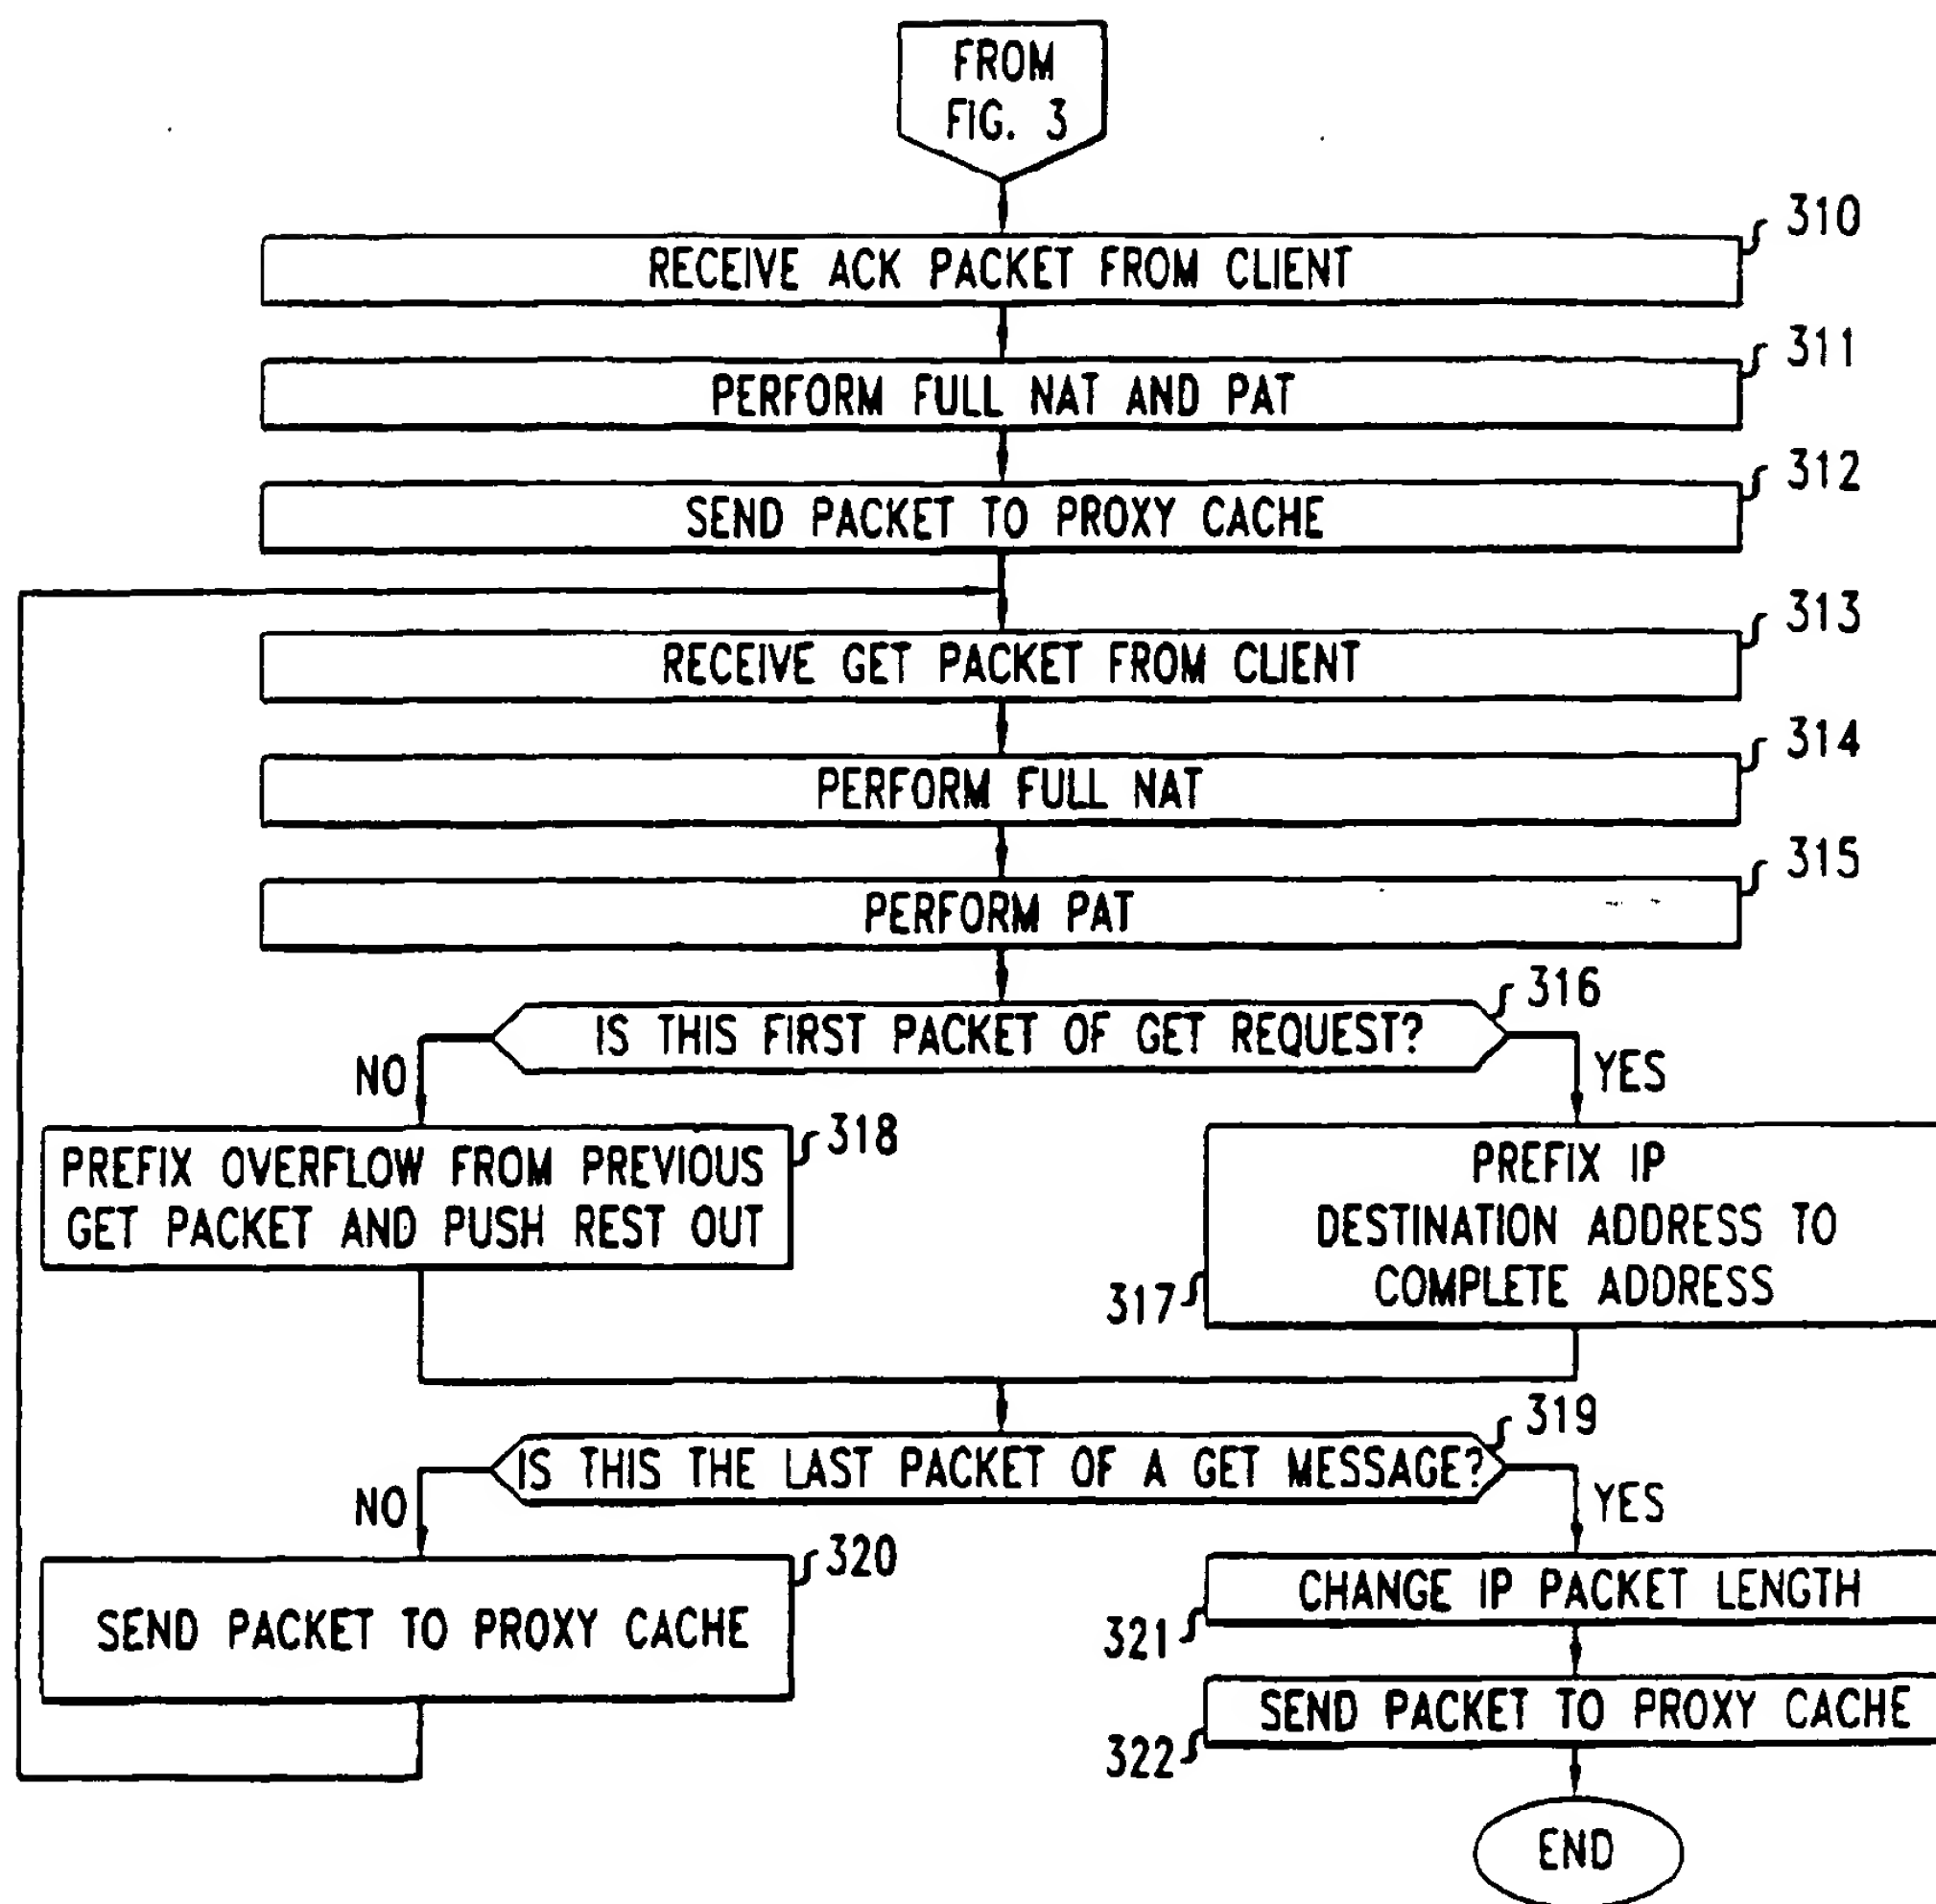 FROM
FIG. 3
310
RECEIVE ACK PACKET FROM CLIENT
311
PERFORM FULL NAT AND PAT
312
SEND PACKET TO PROXY CACHE
313
RECEIVE GET PACKET FROM CLIENT
314
PERFORM FULL NAT
315
PERFORM PAT
316
IS THIS FIRST PACKET OF GET REQUEST?
NO
YES
318
PREFIX OVERFLOW FROM PREVIOUS
GET PACKET AND PUSH REST OUT
PREFIX IP
DESTINATION ADDRESS TO
COMPLETE ADDRESS
317
319
IS THIS THE LAST PACKET OF A GET MESSAGE?
NO
YES
320
SEND PACKET TO PROXY CACHE
CHANGE IP PACKET LENGTH
321
SEND PACKET TO PROXY CACHE
322
END